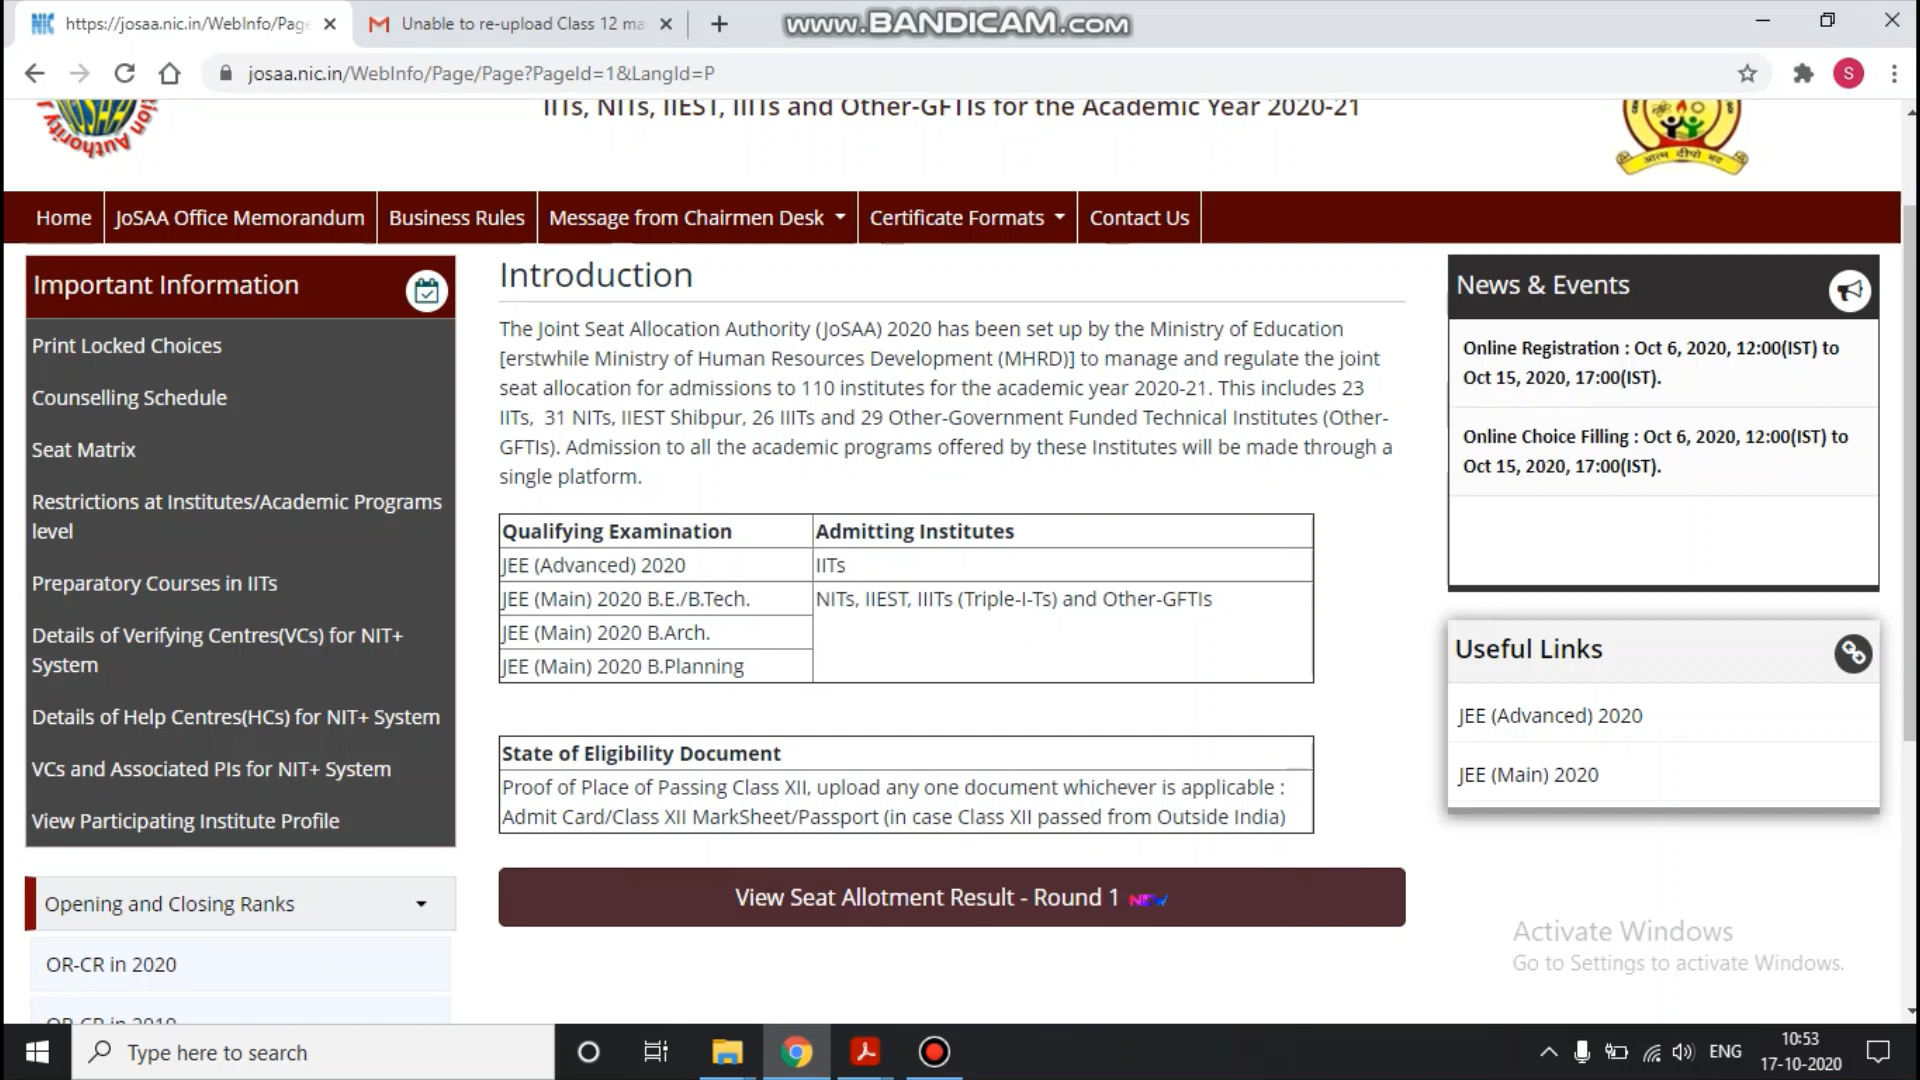 https://josaa.nic.in/WebInfo/Page
Unable to re-upload Class 12 ma
www.BANDICAM.com
josaa.nic.in/WebInfo/Page/Page?PageId=1&LangId=P
S
ion Authority
IITs, NITs, IIEST, IIITs and Other-GFTIs for the Academic Year 2020-21
आत्म दीपो भव
Home
JoSAA Office Memorandum
Business Rules
Message from Chairmen Desk
Certificate Formats
Contact Us
Important Information
Print Locked Choices
Counselling Schedule
Seat Matrix
Restrictions at Institutes/Academic Programs
level
Preparatory Courses in IITs
Details of Verifying Centres(VCs) for NIT+
System
Details of Help Centres(HCs) for NIT+ System
VCs and Associated PIs for NIT+ System
View Participating Institute Profile
Opening and Closing Ranks
OR-CR in 2020
OR-CR in 2019
Introduction
The Joint Seat Allocation Authority (JoSAA) 2020 has been set up by the Ministry of Education
[erstwhile Ministry of Human Resources Development (MHRD)] to manage and regulate the joint
seat allocation for admissions to 110 institutes for the academic year 2020-21. This includes 23
IITs, 31 NITs, IIEST Shibpur, 26 IIITs and 29 Other-Government Funded Technical Institutes (Other-
GFTIs). Admission to all the academic programs offered by these Institutes will be made through a
single platform.
Qualifying Examination
Admitting Institutes
JEE (Advanced) 2020
IITs
JEE (Main) 2020 B.E./B.Tech.
NITs, IIEST, IIITs (Triple-I-Ts) and Other-GFTIs
JEE (Main) 2020 B.Arch.
JEE (Main) 2020 B.Planning
State of Eligibility Document
Proof of Place of Passing Class XII, upload any one document whichever is applicable :
Admit Card/Class XII MarkSheet/Passport (in case Class XII passed from Outside India)
View Seat Allotment Result - Round 1 NEW
News & Events
Online Registration : Oct 6, 2020, 12:00(IST) to
Oct 15, 2020, 17:00(IST).
Online Choice Filling : Oct 6, 2020, 12:00(IST) to
Oct 15, 2020, 17:00(IST).
Useful Links
JEE (Advanced) 2020
JEE (Main) 2020
Activate Windows
Go to Settings to activate Windows.
Type here to search
ENG
10:53
17-10-2020